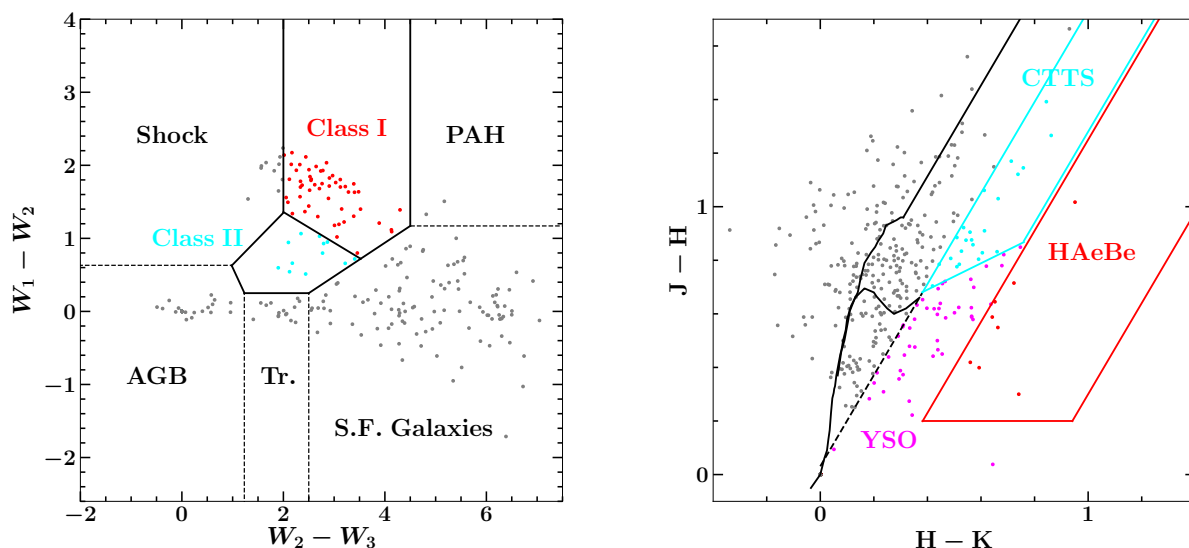 4
3
2
1
0
−1
−2
−2
0
2
4
6
W₁ − W₂
W₂ − W₃
Shock
Class I
PAH
Class II
AGB
Tr.
S.F. Galaxies
1
0
0
1
J − H
H − K
CTTS
HAeBe
YSO